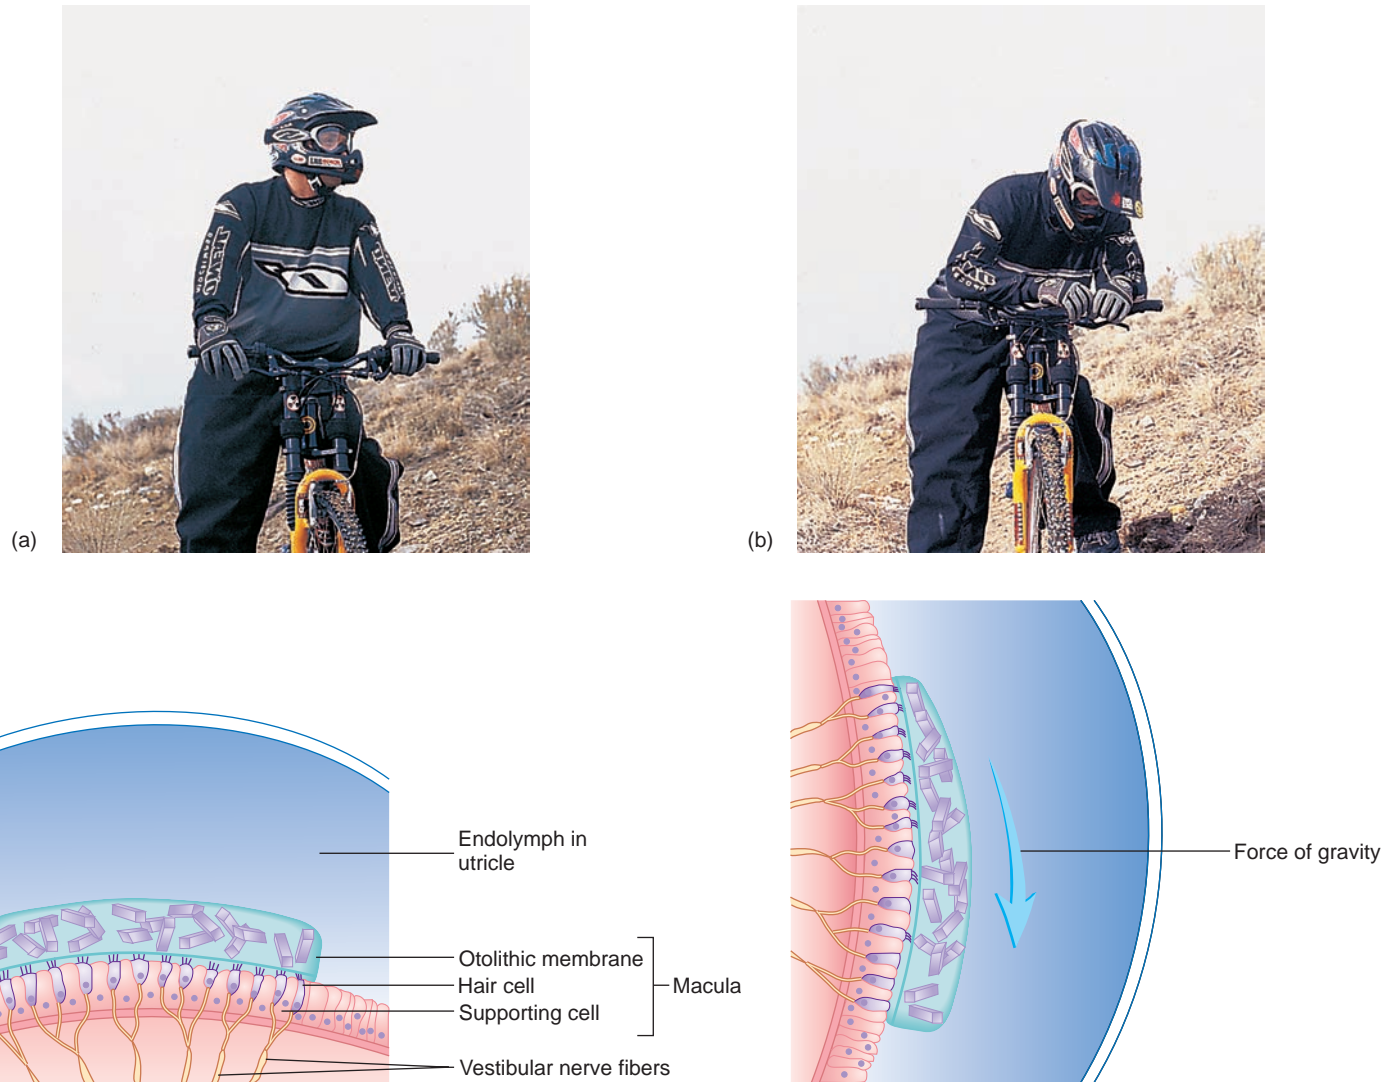 (a)
(b)
Endolymph in
utricle
Otolithic membrane
Hair cell
Supporting cell
Macula
Vestibular nerve fibers
Force of gravity